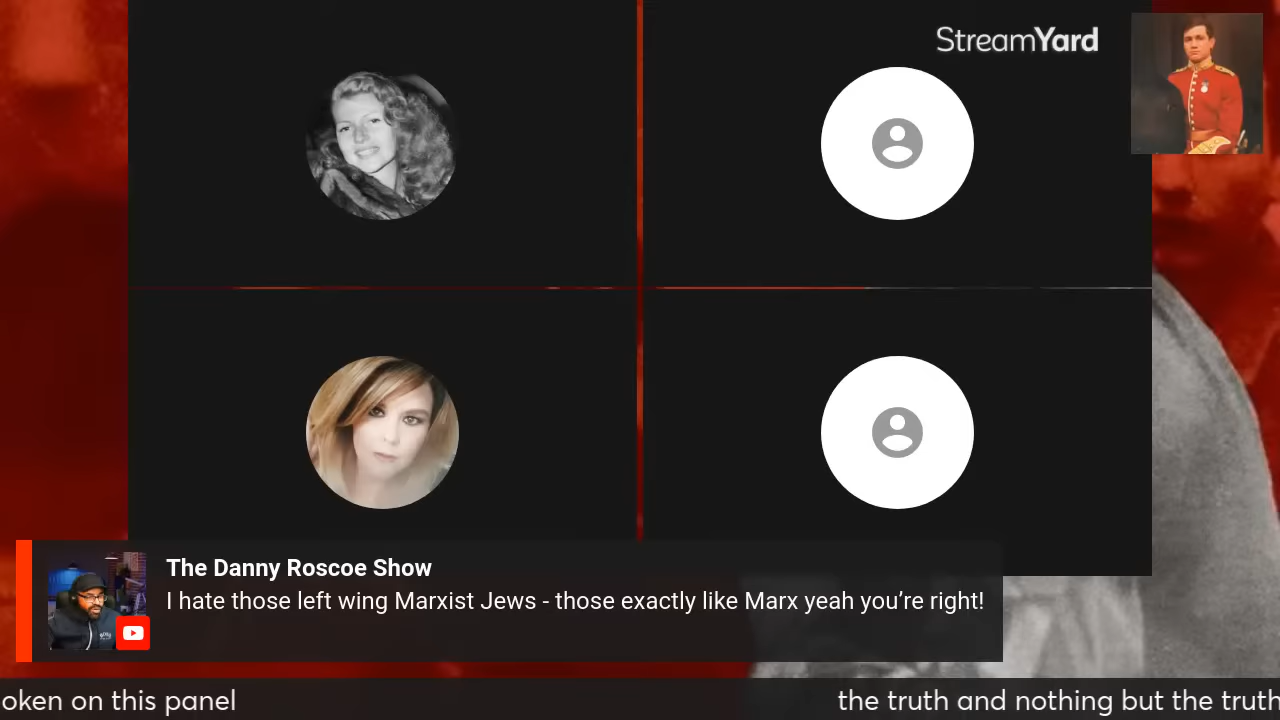 StreamYard
The Danny Roscoe Show
I hate those left wing Marxist Jews - those exactly like Marx yeah you’re right!
oken on this panel
the truth and nothing but the truth